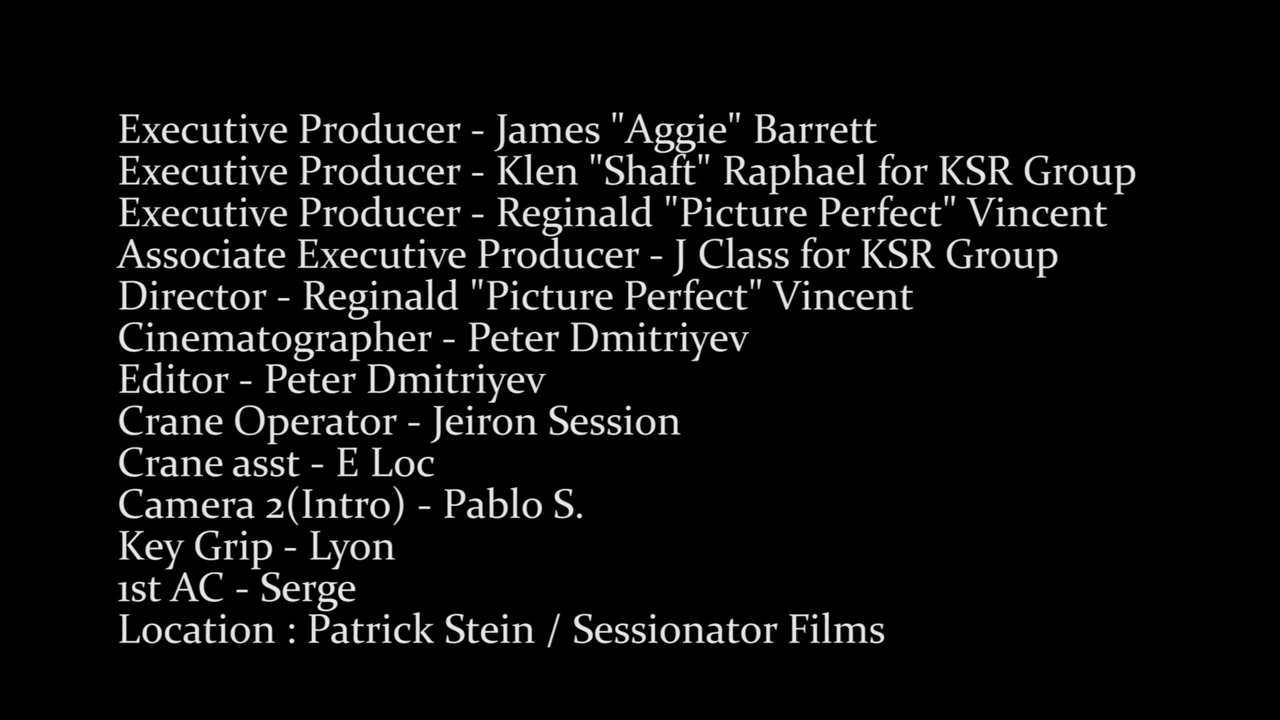 Executive Producer - James "Aggie" Barrett
Executive Producer - Klen "Shaft" Raphael for KSR Group
Executive Producer - Reginald "Picture Perfect" Vincent
Associate Executive Producer - J Class for KSR Group
Director - Reginald "Picture Perfect" Vincent
Cinematographer - Peter Dmitriyev
Editor - Peter Dmitriyev
Crane Operator - Jeiron Session
Crane asst - E Loc
Camera 2(Intro) - Pablo S.
Key Grip - Lyon
1st AC - Serge
Location : Patrick Stein / Sessionator Films